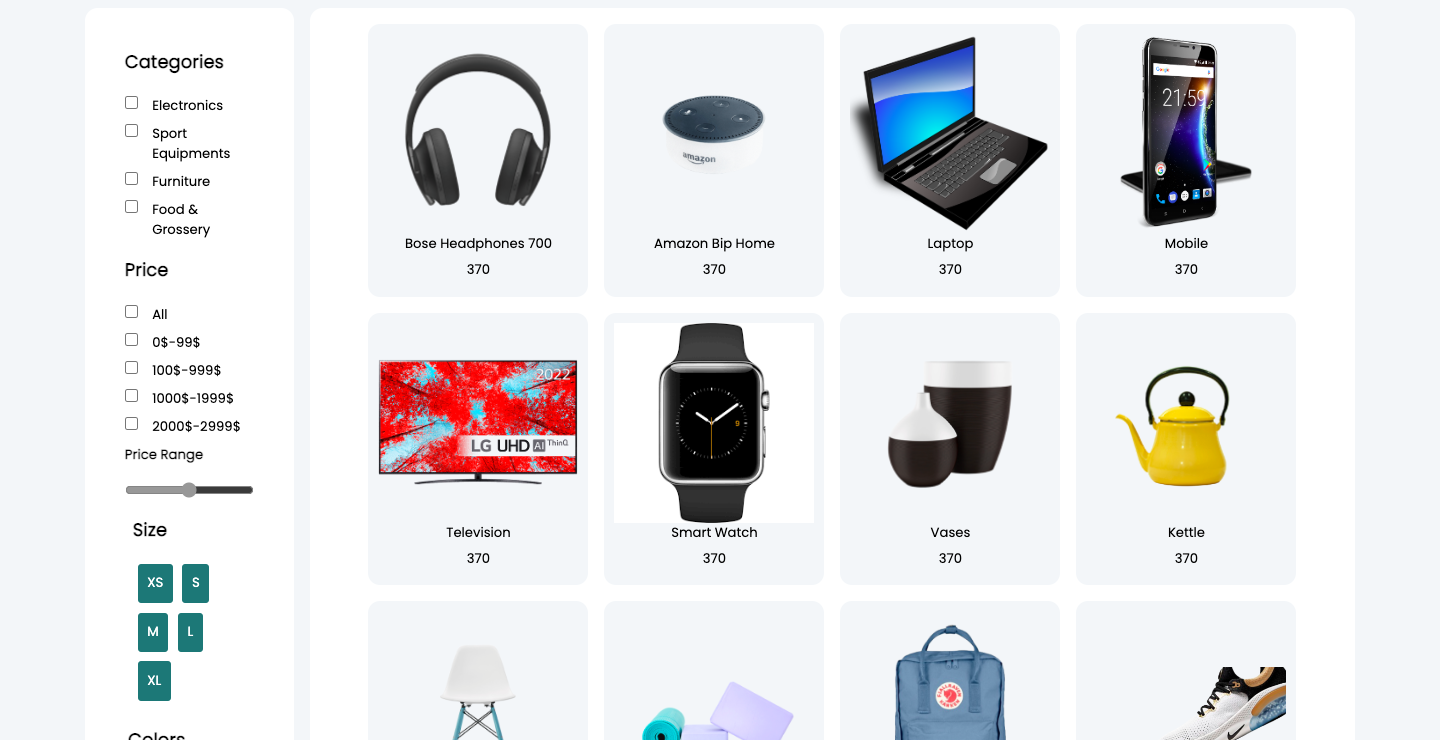 Categories
Electronics
Sport
Equipments
Furniture
Food &
Grossery
Price
All
0$-99$
100$-999$
1000$-1999$
2000$-2999$
Price Range
Size
XS S
M L
XL
Colors
amazon
Google
21:59
Bose Headphones 700
370
Amazon Bip Home
370
Laptop
370
Mobile
370
2022
LG UHD AI ThinQ
9
Television
370
Smart Watch
370
Vases
370
Kettle
370